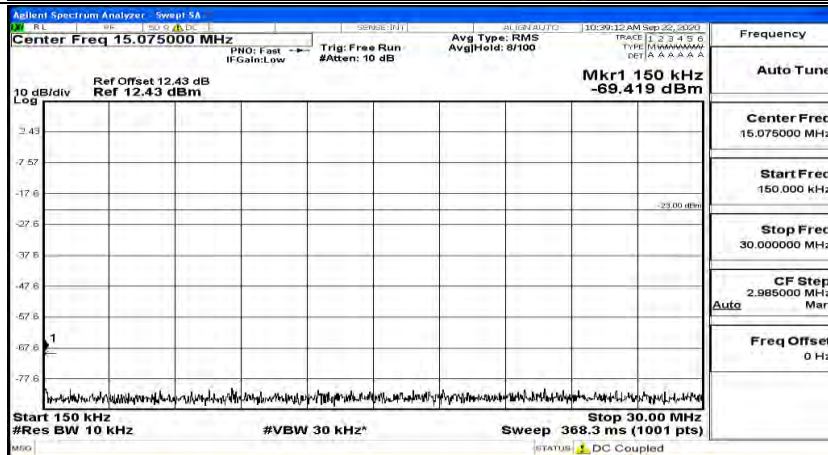 Agilent Spectrum Analyzer - Swept SA
RL RF 50 Ω DC SENSE:INT ALIGN AUTO 10:39:12 AM Sep 22, 2020
Center Freq 15.075000 MHz
PNO: Fast
IFGain:Low
Trig: Free Run
#Atten: 10 dB
Avg Type: RMS
Avg|Hold: 8/100
TRACE 1 2 3 4 5 6
TYPE MWWWWW
DET A A A A A A
Ref Offset 12.43 dB
10 dB/div Ref 12.43 dBm
Log
Mkr1 150 kHz
-69.419 dBm
2.43
-7.57
-17.6
-23.00 dBm
-27.6
-37.6
-47.6
-57.6
1
-67.6
-77.6
Start 150 kHz Stop 30.00 MHz
#Res BW 10 kHz #VBW 30 kHz* Sweep 368.3 ms (1001 pts)
MSG STATUS DC Coupled
Frequency
Auto Tune
Center Freq
15.075000 MHz
Start Freq
150.000 kHz
Stop Freq
30.000000 MHz
CF Step
2.985000 MHz
Auto Man
Freq Offset
0 Hz